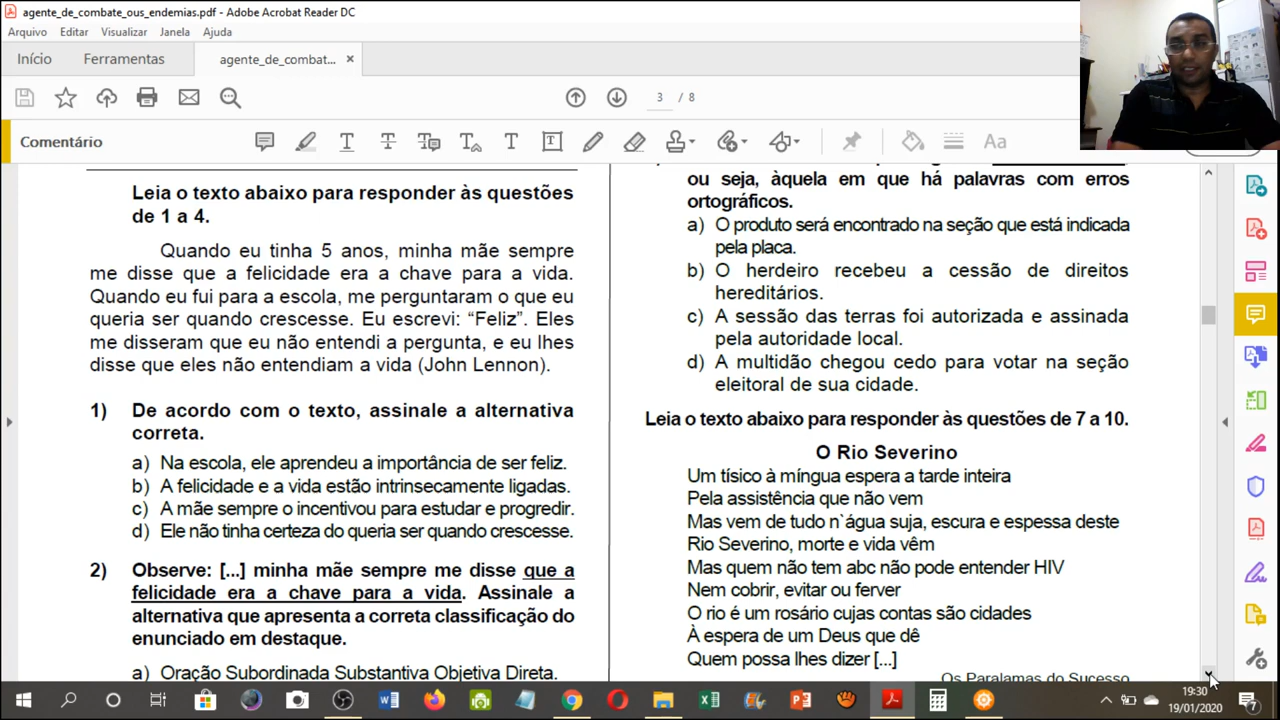 agente_de_combate_ous_endemias.pdf - Adobe Acrobat Reader DC
Arquivo Editar Visualizar Janela Ajuda
Início Ferramentas agente_de_combat... ×
3 / 8
Comentário
Aa
Leia o texto abaixo para responder às questões
de 1 a 4.
Quando eu tinha 5 anos, minha mãe sempre
me disse que a felicidade era a chave para a vida.
Quando eu fui para a escola, me perguntaram o que eu
queria ser quando crescesse. Eu escrevi: “Feliz”. Eles
me disseram que eu não entendi a pergunta, e eu lhes
disse que eles não entendiam a vida (John Lennon).
1) De acordo com o texto, assinale a alternativa
correta.
a) Na escola, ele aprendeu a importância de ser feliz.
b) A felicidade e a vida estão intrinsecamente ligadas.
c) A mãe sempre o incentivou para estudar e progredir.
d) Ele não tinha certeza do queria ser quando crescesse.
2) Observe: [...] minha mãe sempre me disse que a
felicidade era a chave para a vida. Assinale a
alternativa que apresenta a correta classificação do
enunciado em destaque.
a) Oração Subordinada Substantiva Objetiva Direta.
ou seja, àquela em que há palavras com erros
ortográficos.
a) O produto será encontrado na seção que está indicada
pela placa.
b) O herdeiro recebeu a cessão de direitos
hereditários.
c) A sessão das terras foi autorizada e assinada
pela autoridade local.
d) A multidão chegou cedo para votar na seção
eleitoral de sua cidade.
Leia o texto abaixo para responder às questões de 7 a 10.
O Rio Severino
Um tísico à míngua espera a tarde inteira
Pela assistência que não vem
Mas vem de tudo n`água suja, escura e espessa deste
Rio Severino, morte e vida vêm
Mas quem não tem abc não pode entender HIV
Nem cobrir, evitar ou ferver
O rio é um rosário cujas contas são cidades
À espera de um Deus que dê
Quem possa lhes dizer [...]
Os Paralamas do Sucesso
19:30
19/01/2020
7